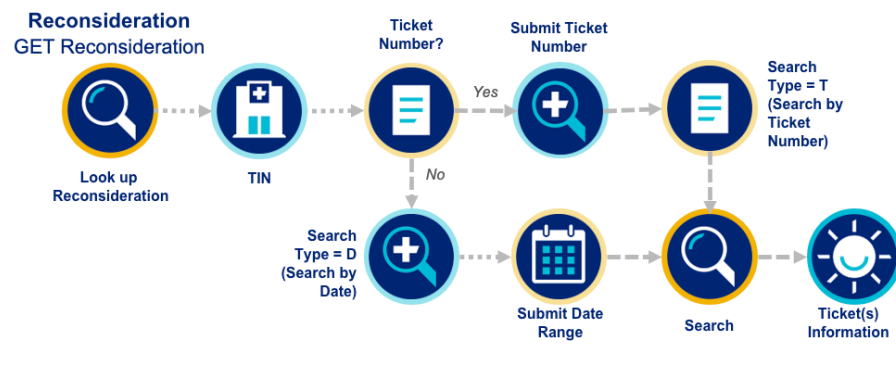 Reconsideration
GET Reconsideration
Look up
Reconsideration
TIN
Ticket
Number?
Yes
No
Submit Ticket
Number
Search
Type = T
(Search by
Ticket
Number)
Search
Type = D
(Search by
Date)
Submit Date
Range
Search
Ticket(s)
Information